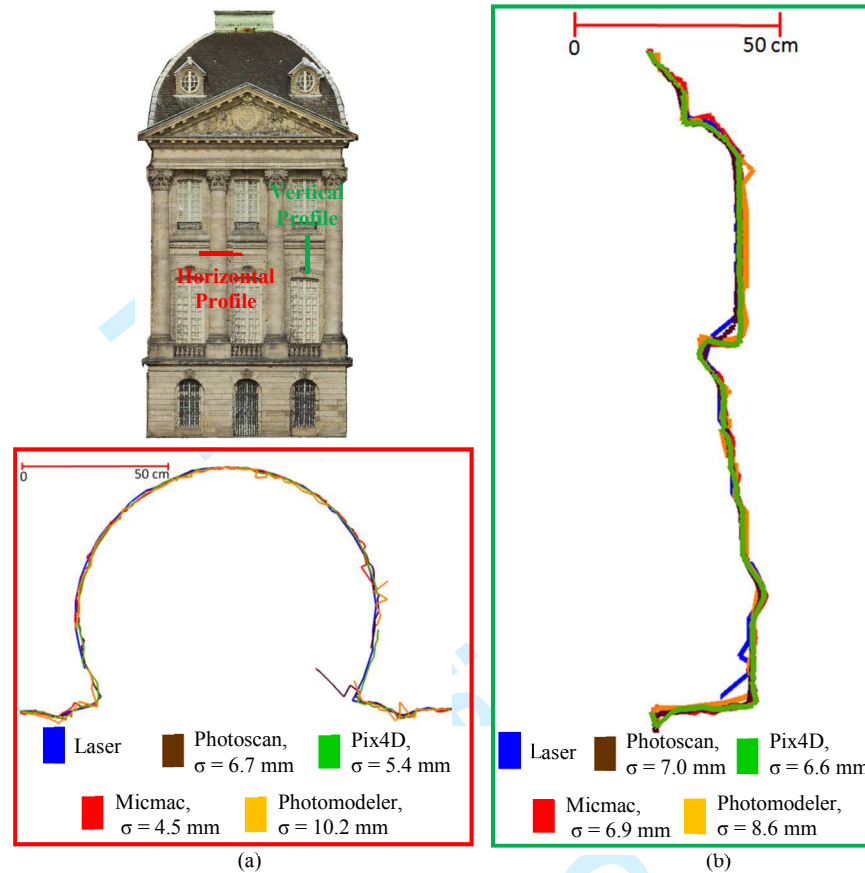 0
50 cm
Vertical
Profile
Horizontal
Profile
0
50 cm
Laser
Photoscan,
σ = 6.7 mm
Pix4D,
σ = 5.4 mm
Micmac,
σ = 4.5 mm
Photomodeler,
σ = 10.2 mm
(a)
Laser
Photoscan,
σ = 7.0 mm
Pix4D,
σ = 6.6 mm
Micmac,
σ = 6.9 mm
Photomodeler,
σ = 8.6 mm
(b)